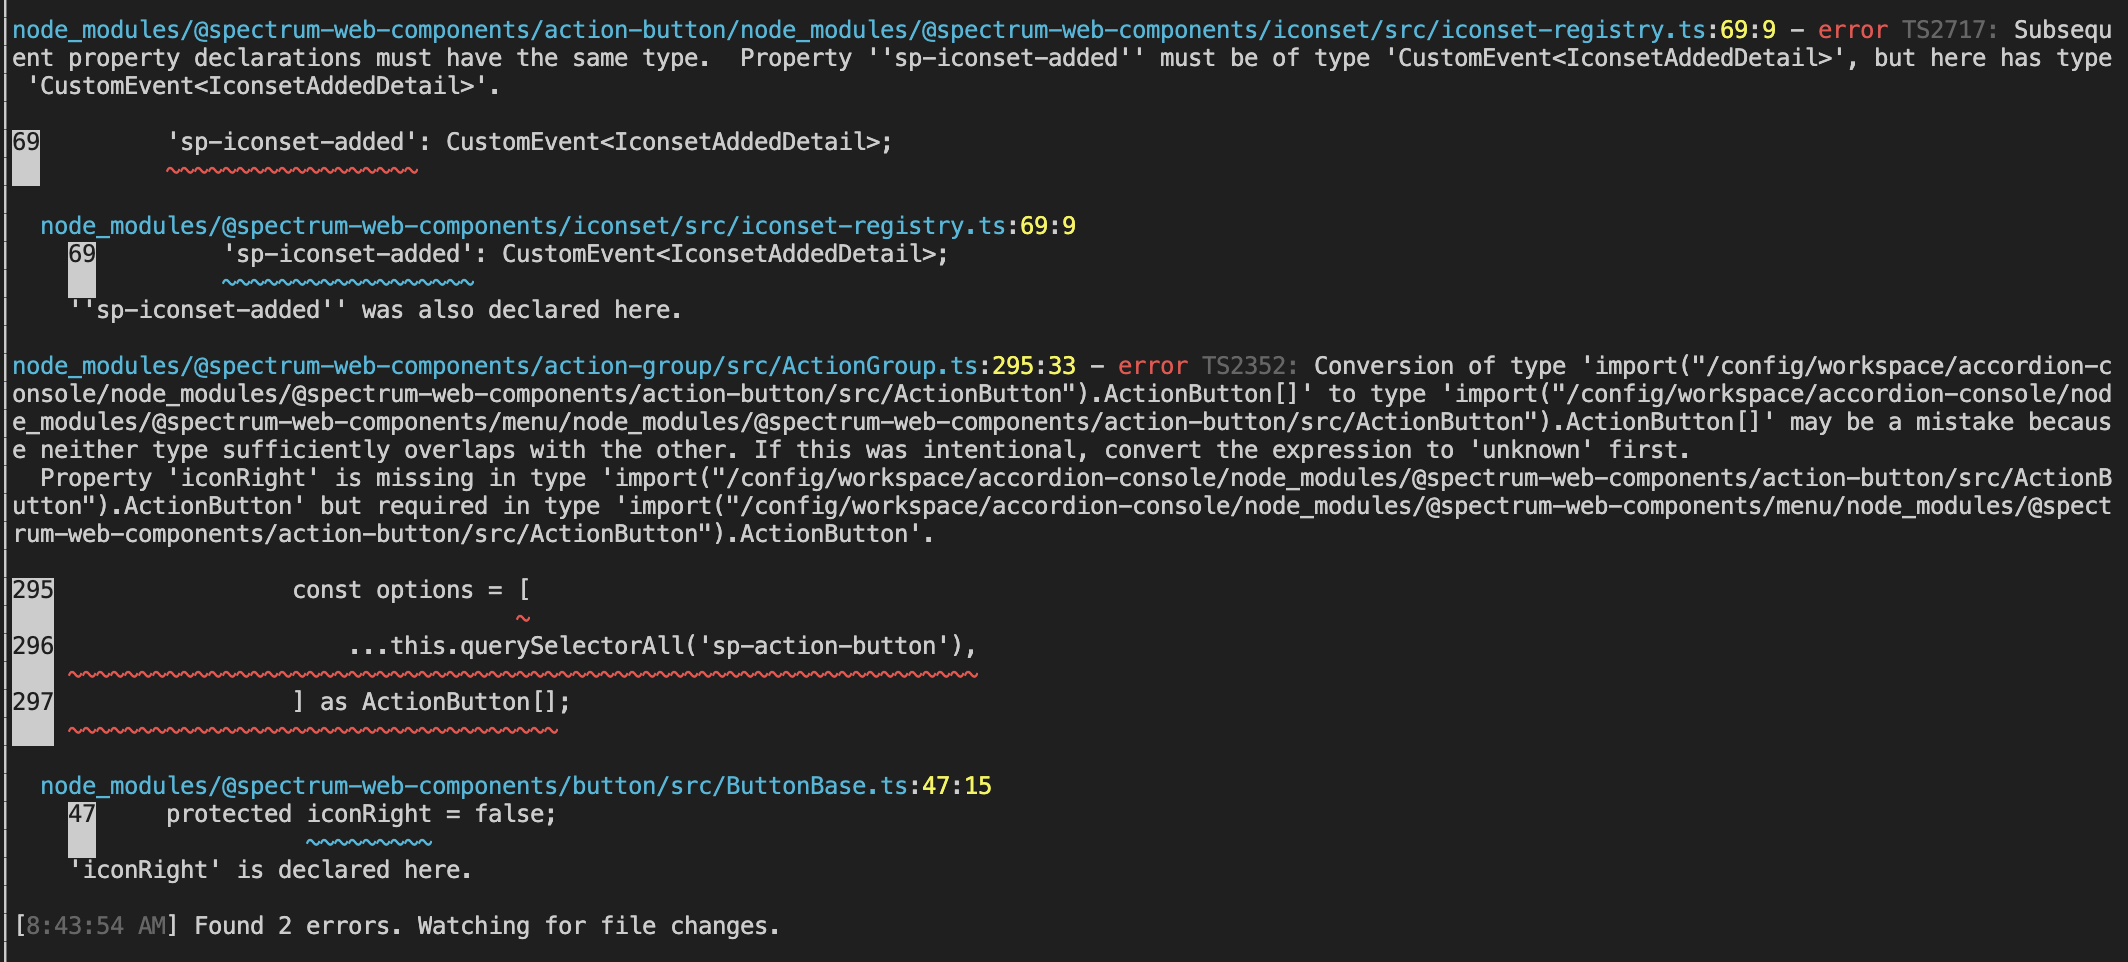 node_modules/@spectrum-web-components/action-button/node_modules/@spectrum-web-components/iconset/src/iconset-registry.ts:69:9 - error TS2717: Subsequ
ent property declarations must have the same type.  Property ''sp-iconset-added'' must be of type 'CustomEvent<IconsetAddedDetail>', but here has type
 'CustomEvent<IconsetAddedDetail>'.
69         'sp-iconset-added': CustomEvent<IconsetAddedDetail>;
  node_modules/@spectrum-web-components/iconset/src/iconset-registry.ts:69:9
    69         'sp-iconset-added': CustomEvent<IconsetAddedDetail>;
    ''sp-iconset-added'' was also declared here.
node_modules/@spectrum-web-components/action-group/src/ActionGroup.ts:295:33 - error TS2352: Conversion of type 'import("/config/workspace/accordion-c
onsole/node_modules/@spectrum-web-components/action-button/src/ActionButton").ActionButton[]' to type 'import("/config/workspace/accordion-console/nod
e_modules/@spectrum-web-components/menu/node_modules/@spectrum-web-components/action-button/src/ActionButton").ActionButton[]' may be a mistake becaus
e neither type sufficiently overlaps with the other. If this was intentional, convert the expression to 'unknown' first.
  Property 'iconRight' is missing in type 'import("/config/workspace/accordion-console/node_modules/@spectrum-web-components/action-button/src/ActionB
utton").ActionButton' but required in type 'import("/config/workspace/accordion-console/node_modules/@spectrum-web-components/menu/node_modules/@spect
rum-web-components/action-button/src/ActionButton").ActionButton'.
295                 const options = [
296                     ...this.querySelectorAll('sp-action-button'),
297                 ] as ActionButton[];
  node_modules/@spectrum-web-components/button/src/ButtonBase.ts:47:15
    47     protected iconRight = false;
    'iconRight' is declared here.
[8:43:54 AM] Found 2 errors. Watching for file changes.